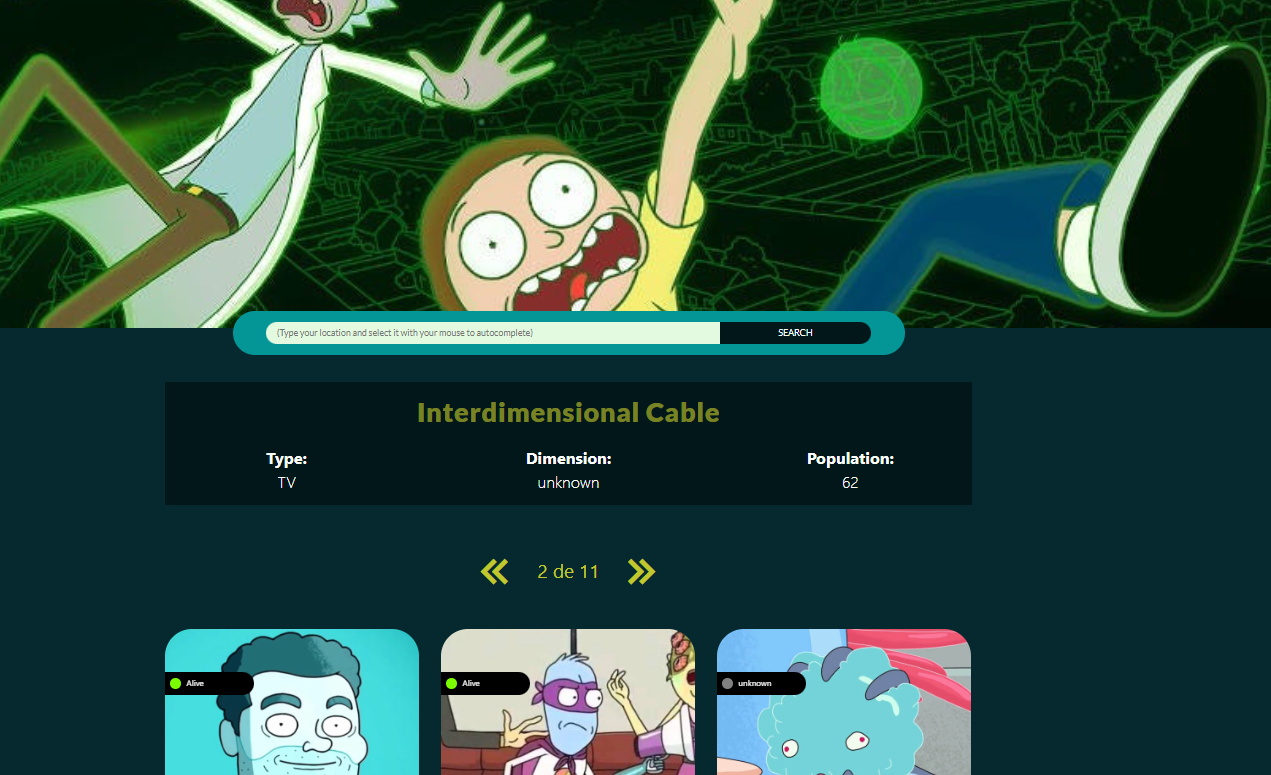 (Type your location and select it with your mouse to autocomplete)
SEARCH
Interdimensional Cable
Type:
TV
Dimension:
unknown
Population:
62
2 de 11
Alive
Alive
unknown